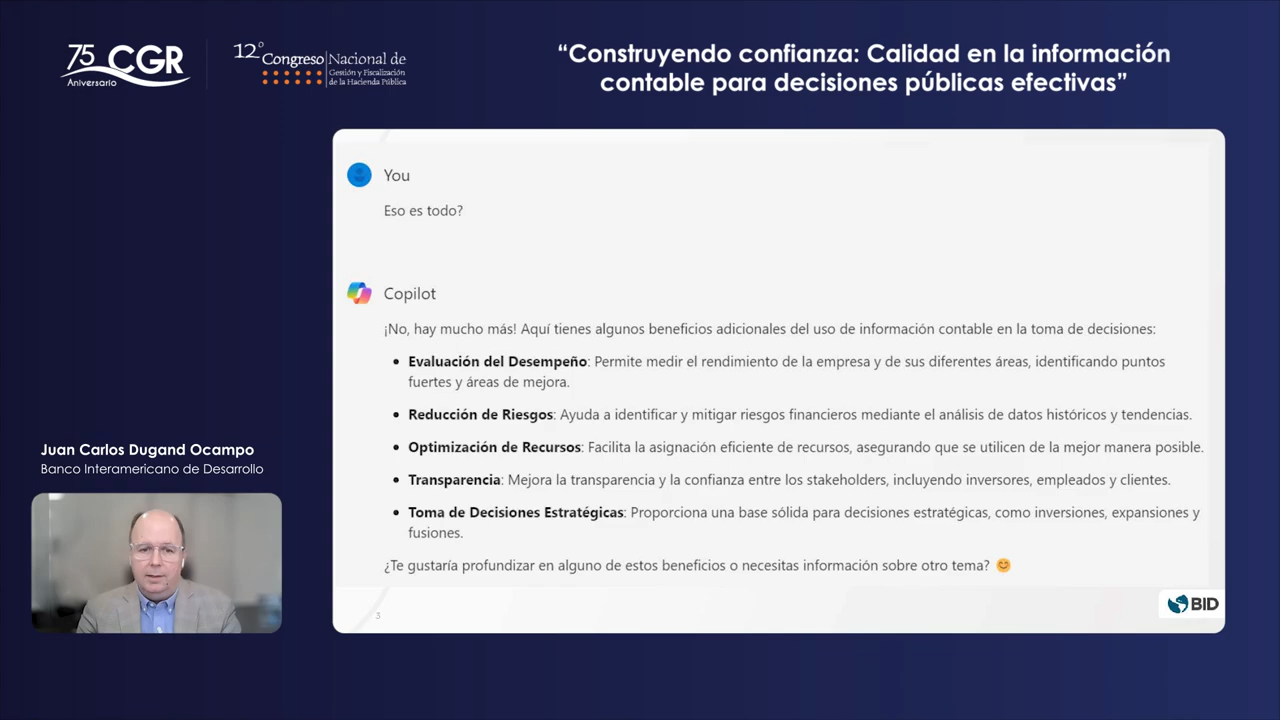 75 CGR
Aniversario
12° Congreso Nacional de
Gestión y Fiscalización
de la Hacienda Pública
“Construyendo confianza: Calidad en la información
contable para decisiones públicas efectivas”
You
Eso es todo?
Copilot
¡No, hay mucho más! Aquí tienes algunos beneficios adicionales del uso de información contable en la toma de decisiones:
• Evaluación del Desempeño: Permite medir el rendimiento de la empresa y de sus diferentes áreas, identificando puntos
fuertes y áreas de mejora.
• Reducción de Riesgos: Ayuda a identificar y mitigar riesgos financieros mediante el análisis de datos históricos y tendencias.
• Optimización de Recursos: Facilita la asignación eficiente de recursos, asegurando que se utilicen de la mejor manera posible.
• Transparencia: Mejora la transparencia y la confianza entre los stakeholders, incluyendo inversores, empleados y clientes.
• Toma de Decisiones Estratégicas: Proporciona una base sólida para decisiones estratégicas, como inversiones, expansiones y
fusiones.
¿Te gustaría profundizar en alguno de estos beneficios o necesitas información sobre otro tema? 😊
3
BID
Juan Carlos Dugand Ocampo
Banco Interamericano de Desarrollo